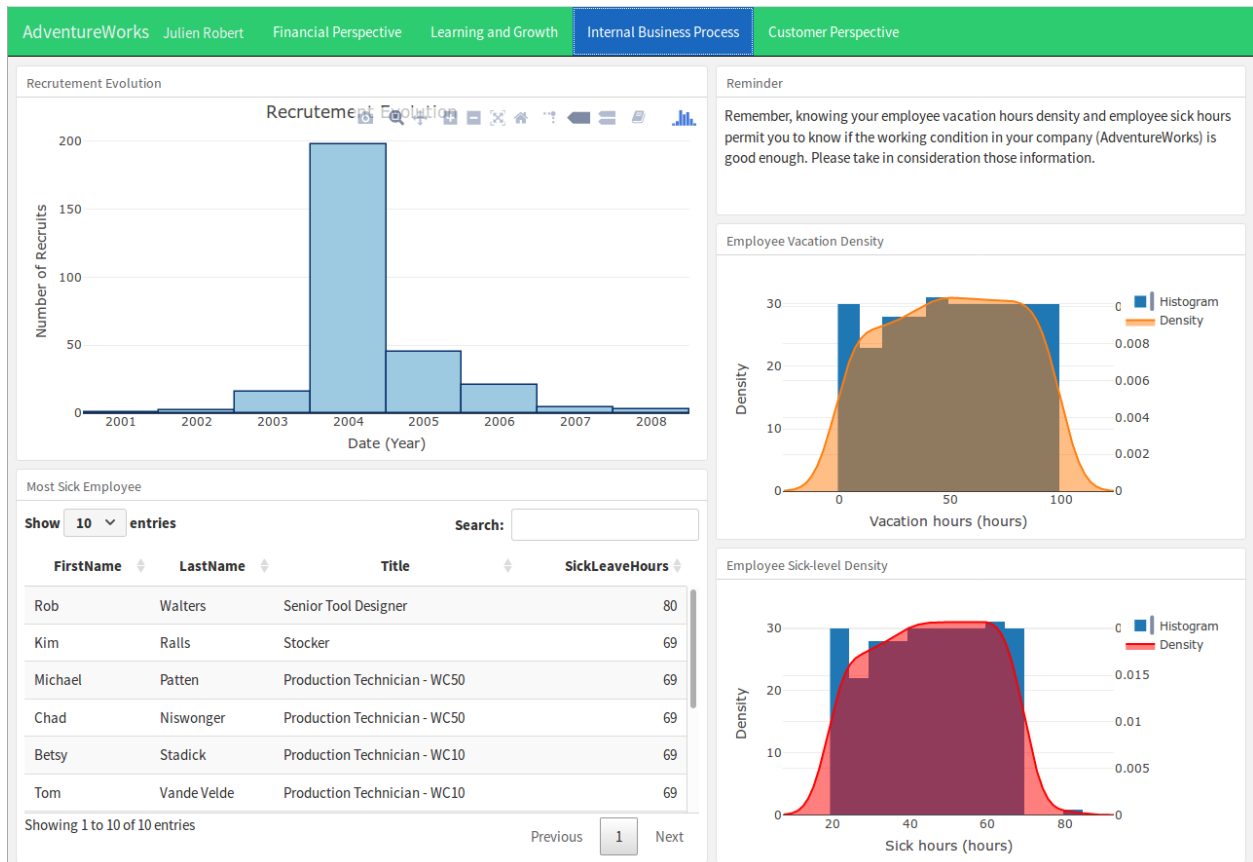 AdventureWorks Julien Robert Financial Perspective Learning and Growth Internal Business Process Customer Perspective
Recrutement Evolution
Recrutement Evolution
200
150
100
50
0
Number of Recruits
2001 2002 2003 2004 2005 2006 2007 2008
Date (Year)
Most Sick Employee
Show 10 entries
Search:
FirstName LastName Title SickLeaveHours
Rob Walters Senior Tool Designer 80
Kim Ralls Stocker 69
Michael Patten Production Technician - WC50 69
Chad Niswonger Production Technician - WC50 69
Betsy Stadick Production Technician - WC10 69
Tom Vande Velde Production Technician - WC10 69
Showing 1 to 10 of 10 entries
Previous 1 Next
Reminder
Remember, knowing your employee vacation hours density and employee sick hours
permit you to know if the working condition in your company (AdventureWorks) is
good enough. Please take in consideration those information.
Employee Vacation Density
30
20
10
0
Density
0
0.008
0.006
0.004
0.002
0
Histogram
Density
0 50 100
Vacation hours (hours)
Employee Sick-level Density
30
20
10
0
Density
0
0.015
0.01
0.005
0
Histogram
Density
20 40 60 80
Sick hours (hours)